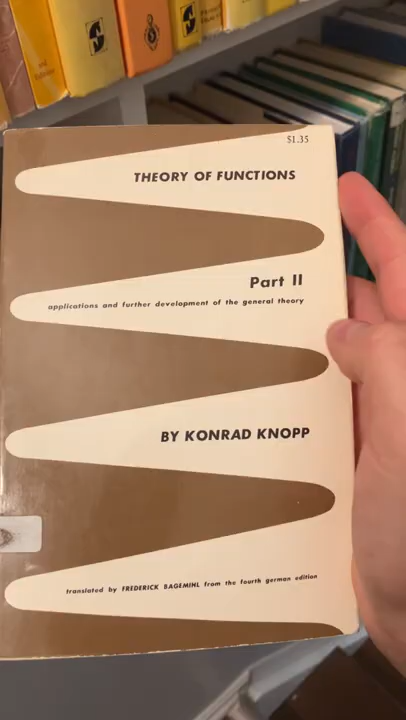 $1.35
THEORY OF FUNCTIONS
Part II
applications and further development of the general theory
BY KONRAD KNOPP
translated by FREDERICK BAGEMIHL from the fourth german edition